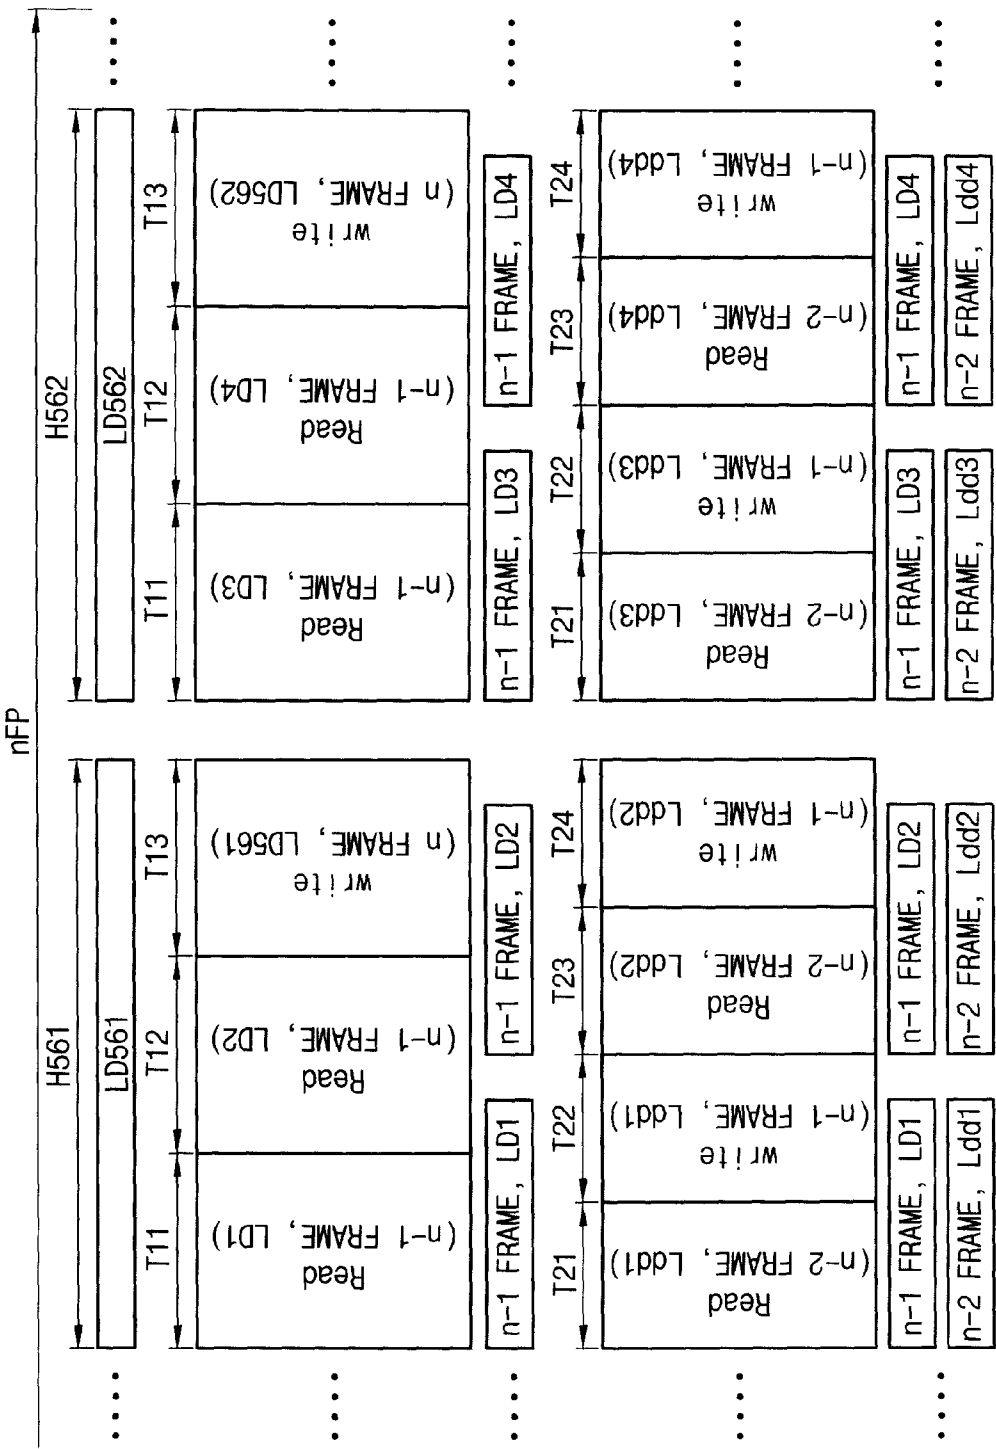 nFP
H561
H562
LD561
LD562
T11
T12
T13
T11
T12
T13
Read
(n-1 FRAME, LD1)
Read
(n-1 FRAME, LD2)
write
(n FRAME, LD561)
Read
(n-1 FRAME, LD3)
Read
(n-1 FRAME, LD4)
write
(n FRAME, LD562)
n-1 FRAME, LD1
n-1 FRAME, LD2
n-1 FRAME, LD3
n-1 FRAME, LD4
T21
T22
T23
T24
T21
T22
T23
T24
Read
(n-2 FRAME, Ldd1)
write
(n-1 FRAME, Ldd1)
Read
(n-2 FRAME, Ldd2)
write
(n-1 FRAME, Ldd2)
Read
(n-2 FRAME, Ldd3)
write
(n-1 FRAME, Ldd3)
Read
(n-2 FRAME, Ldd4)
write
(n-1 FRAME, Ldd4)
n-1 FRAME, LD1
n-1 FRAME, LD2
n-1 FRAME, LD3
n-1 FRAME, LD4
n-2 FRAME, Ldd1
n-2 FRAME, Ldd2
n-2 FRAME, Ldd3
n-2 FRAME, Ldd4